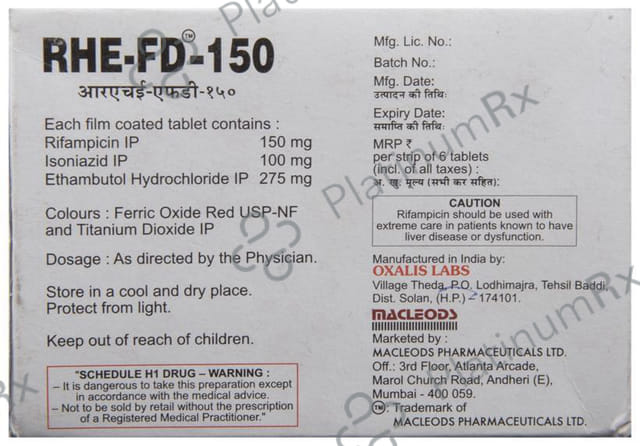 RHE-FD™-150
आरएचई-एफडी-१५०
Each film coated tablet contains :
Rifampicin IP 150 mg
Isoniazid IP 100 mg
Ethambutol Hydrochloride IP 275 mg
Colours : Ferric Oxide Red USP-NF
and Titanium Dioxide IP
Dosage : As directed by the Physician.
Store in a cool and dry place.
Protect from light.
Keep out of reach of children.
"SCHEDULE H1 DRUG – WARNING :
– It is dangerous to take this preparation except
in accordance with the medical advice.
– Not to be sold by retail without the prescription
of a Registered Medical Practitioner."
Mfg. Lic. No.:
Batch No.:
Mfg. Date:
उत्पादन की तिथि:
Expiry Date:
समाप्ति की तिथि:
MRP ₹
per strip of 6 tablets
(incl. of all taxes) :
अ. खु. मूल्य (सभी कर सहित):
CAUTION
Rifampicin should be used with
extreme care in patients known to have
liver disease or dysfunction.
Manufactured in India by:
OXALIS LABS
Village Theda, P.O. Lodhimajra, Tehsil Baddi,
Dist. Solan, (H.P.) - 174101.
MACLEODS
Marketed by :
MACLEODS PHARMACEUTICALS LTD.
Off.: 3rd Floor, Atlanta Arcade,
Marol Church Road, Andheri (E),
Mumbai - 400 059.
TM: Trademark of
MACLEODS PHARMACEUTICALS LTD.
PlatinumRx
PlatinumRx
PlatinumRx
Platinum
Rx